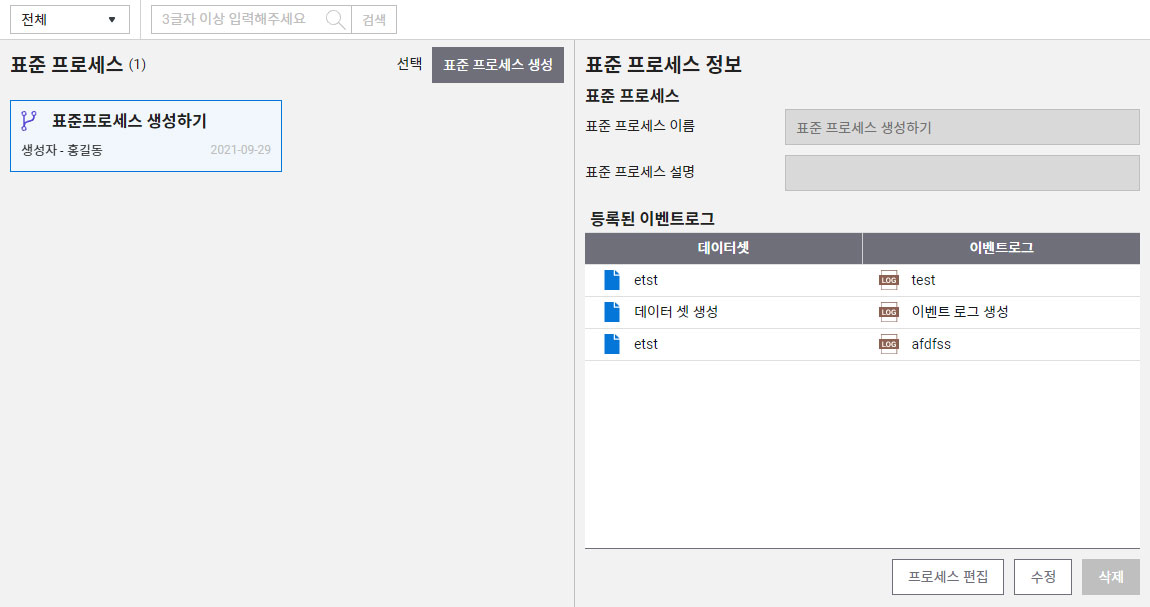 전체
3글자 이상 입력해주세요
검색
표준 프로세스 (1)
선택
표준 프로세스 생성
표준프로세스 생성하기
생성자 - 홍길동
2021-09-29
표준 프로세스 정보
표준 프로세스
표준 프로세스 이름
표준 프로세스 생성하기
표준 프로세스 설명
등록된 이벤트로그
데이터셋 이벤트로그
etst LOG test
데이터 셋 생성 LOG 이벤트 로그 생성
etst LOG afdfss
프로세스 편집
수정
삭제